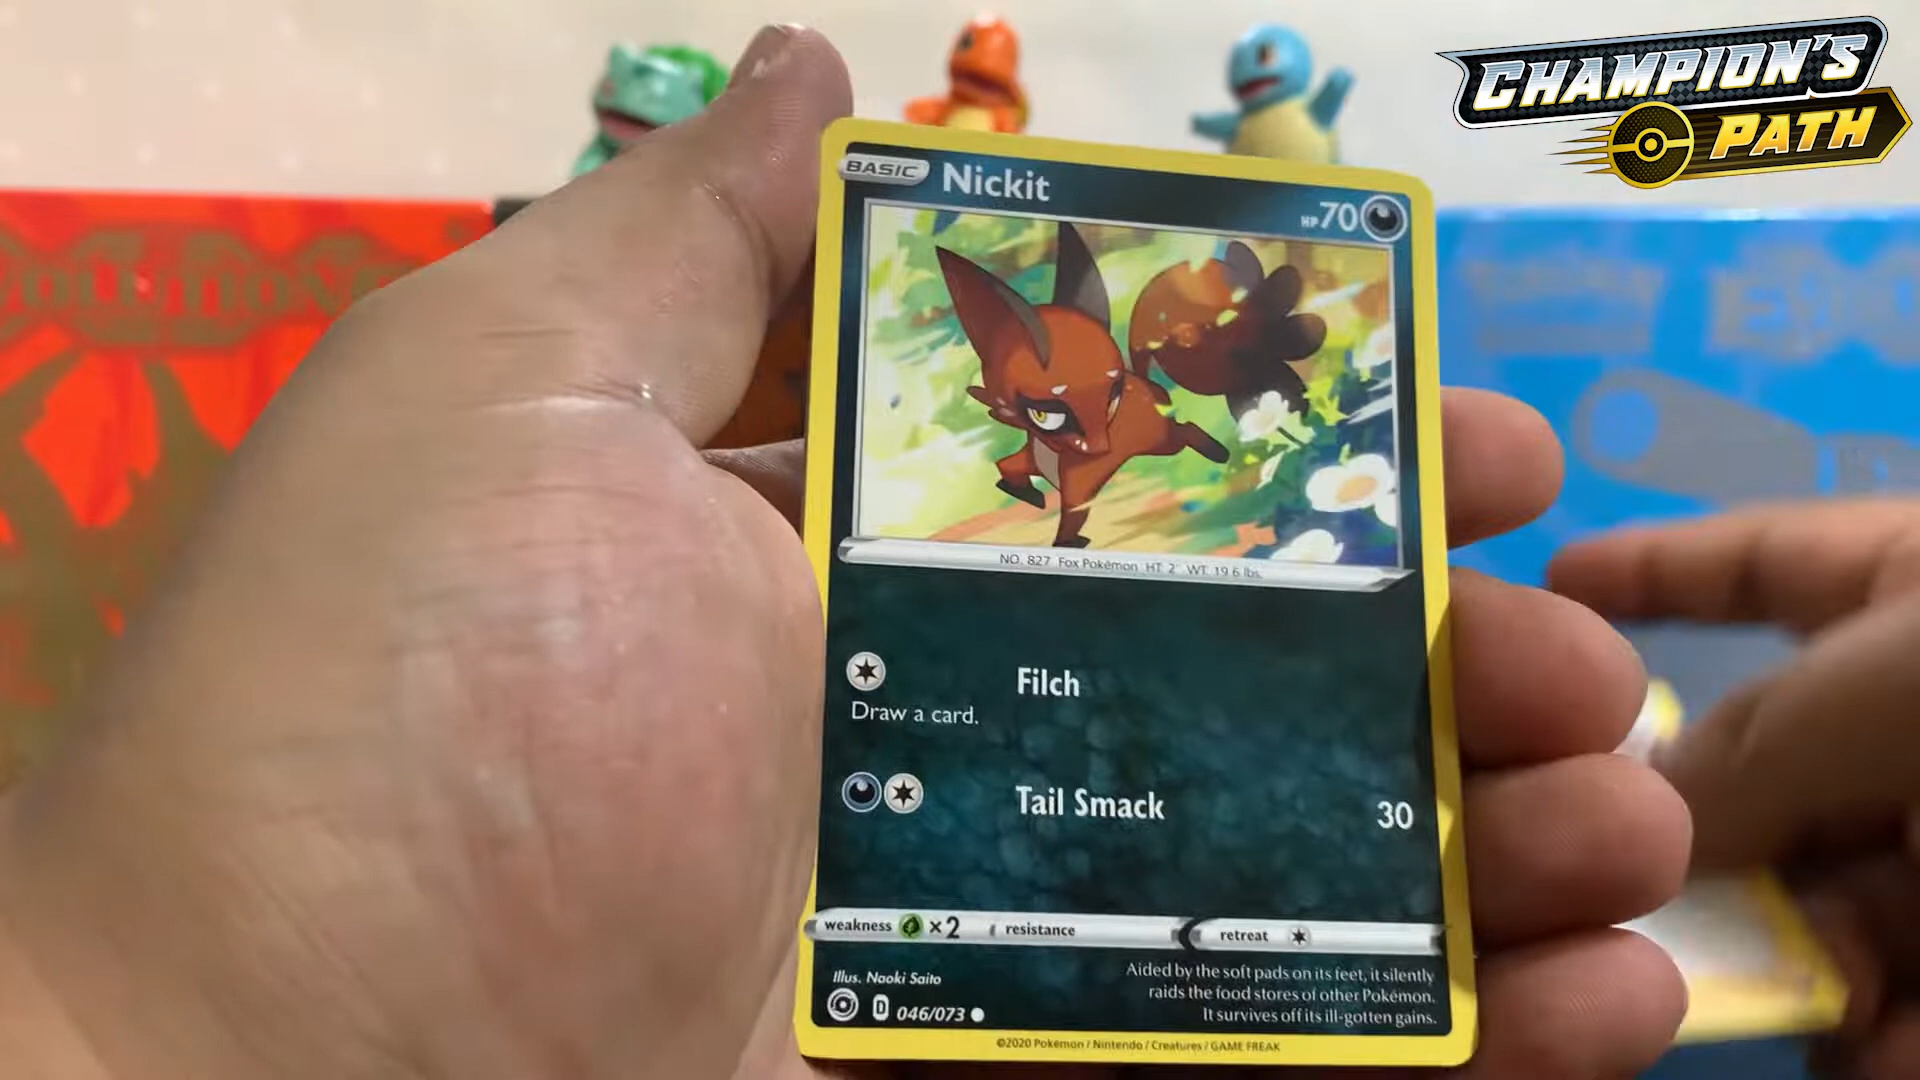 CHAMPION'S
PATH
BASIC Nickit HP 70
NO. 827 Fox Pokémon HT: 2' WT: 19.6 lbs.
Filch
Draw a card.
Tail Smack 30
weakness ×2 resistance retreat
Illus. Naoki Saito
D 046/073
Aided by the soft pads on its feet, it silently
raids the food stores of other Pokémon.
It survives off its ill-gotten gains.
©2020 Pokémon / Nintendo / Creatures / GAME FREAK